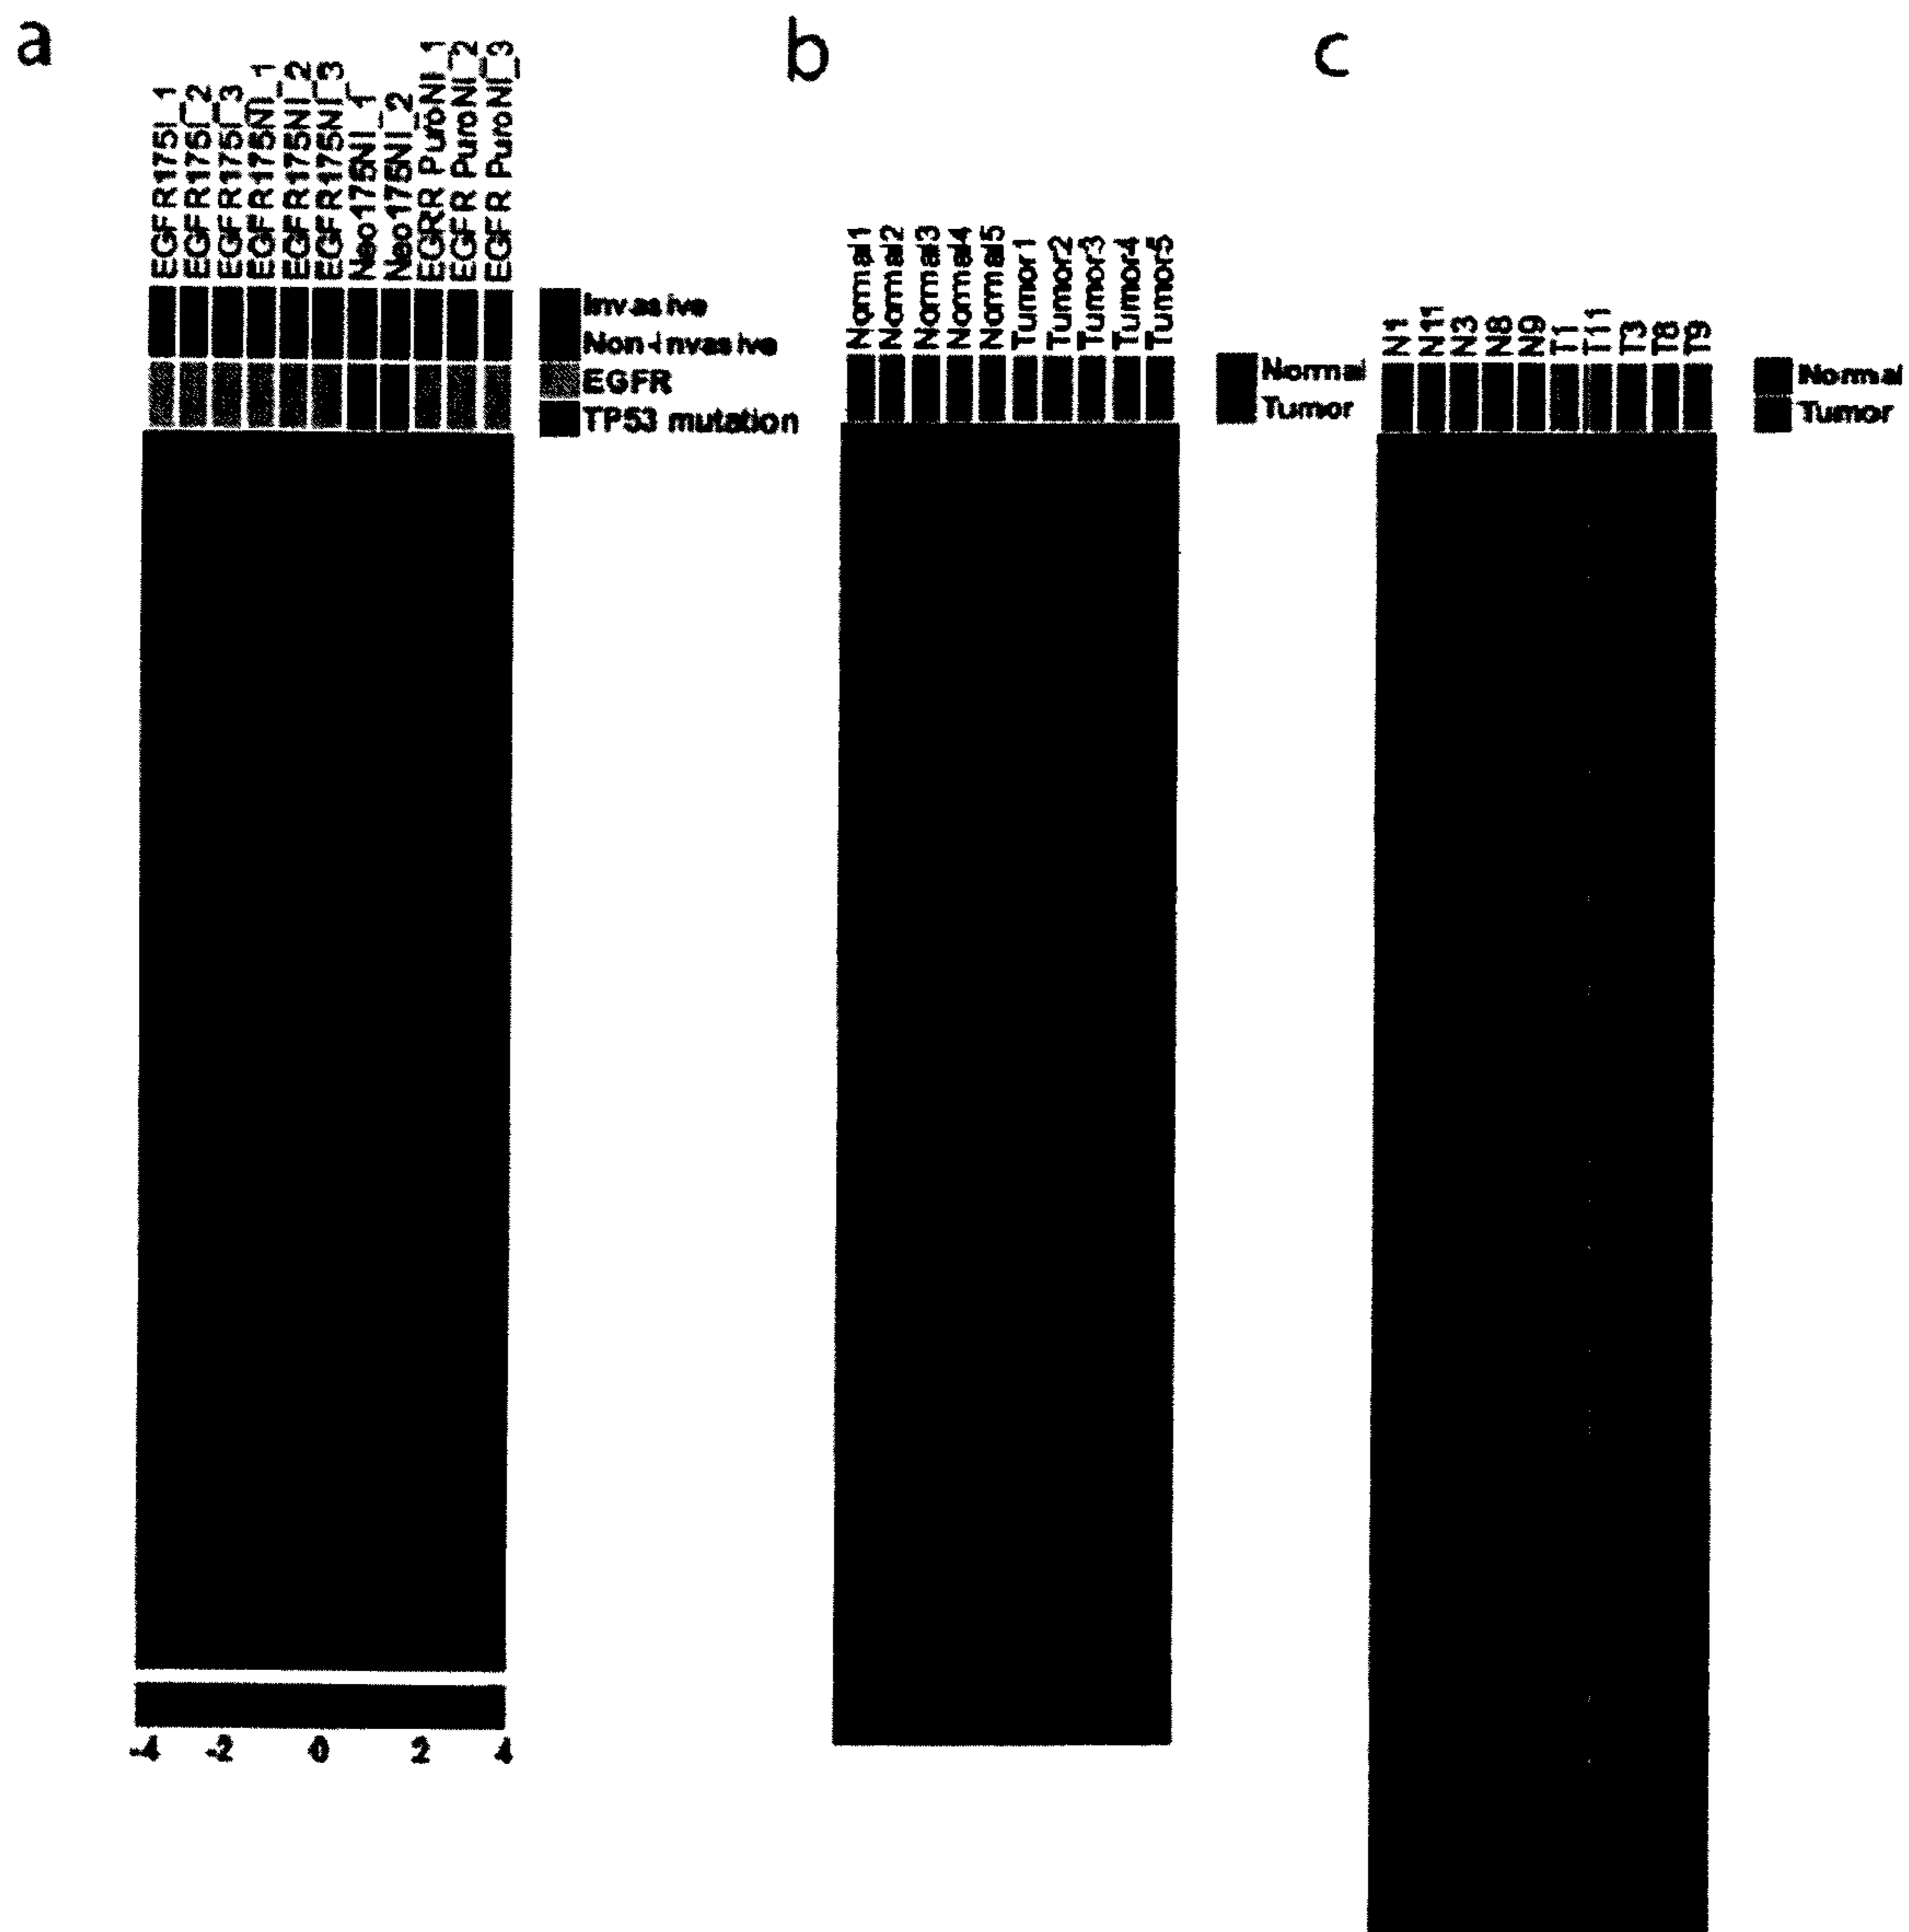 a
EGFR175I_1
EGFR175I_2
EGFR175I_3
EGFR175NI_1
EGFR175NI_2
EGFR175NI_3
Neo175NI_1
Neo175NI_2
EGRR PuroNI_1
EGFR PuroNI_2
EGFR PuroNI_3
Invasive
Non-Invasive
EGFR
TP53 mutation
-4 -2 0 2 4
b
Normal1
Normal2
Normal3
Normal4
Normal5
Tumor1
Tumor2
Tumor3
Tumor4
Tumor5
Normal
Tumor
c
N1
N11
N3
N8
N9
T1
T11
T3
T8
T9
Normal
Tumor